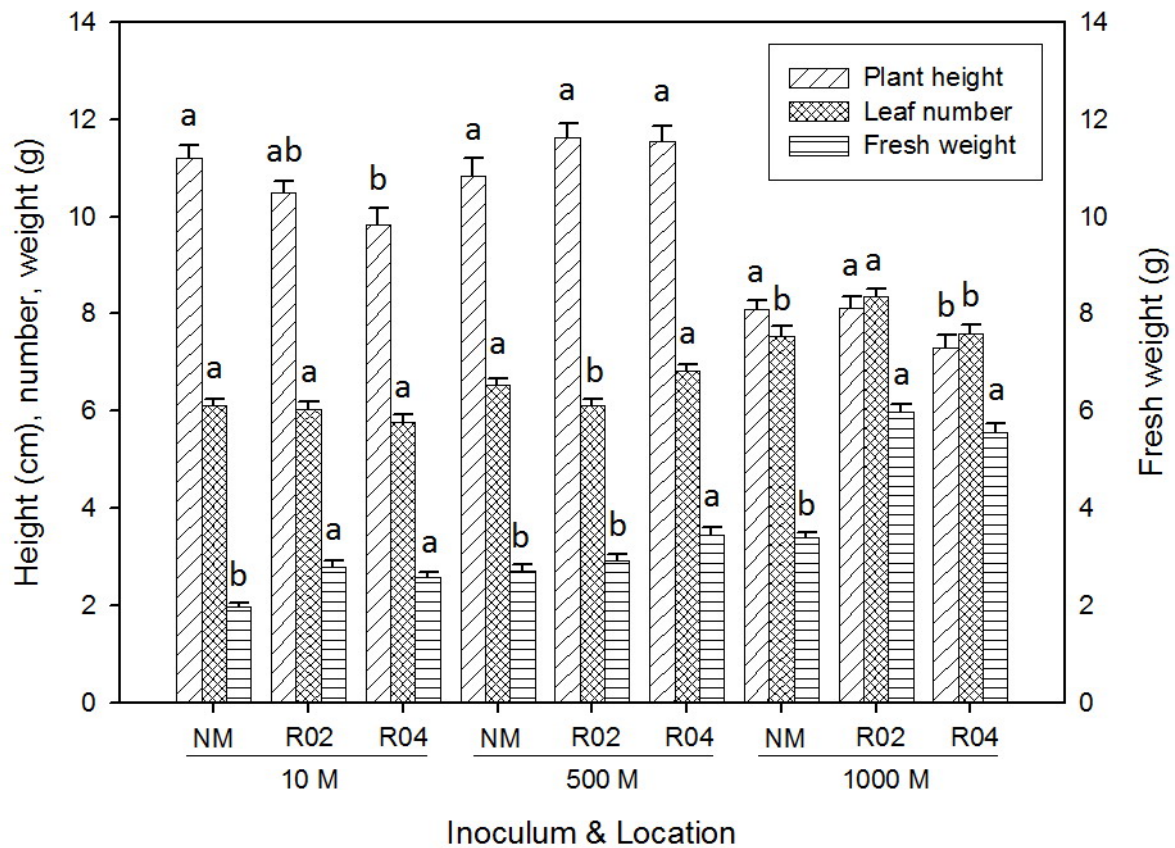 14
12
10
8
6
4
2
0
Height (cm), number, weight (g)
Plant height
Leaf number
Fresh weight
a
a
b
ab
a
a
b
a
a
a
a
b
a
b
b
a
a
a
a
b
b
a
a
a
b
b
a
14
12
10
8
6
4
2
0
Fresh weight (g)
NM R02 R04 NM R02 R04 NM R02 R04
10 M 500 M 1000 M
Inoculum & Location